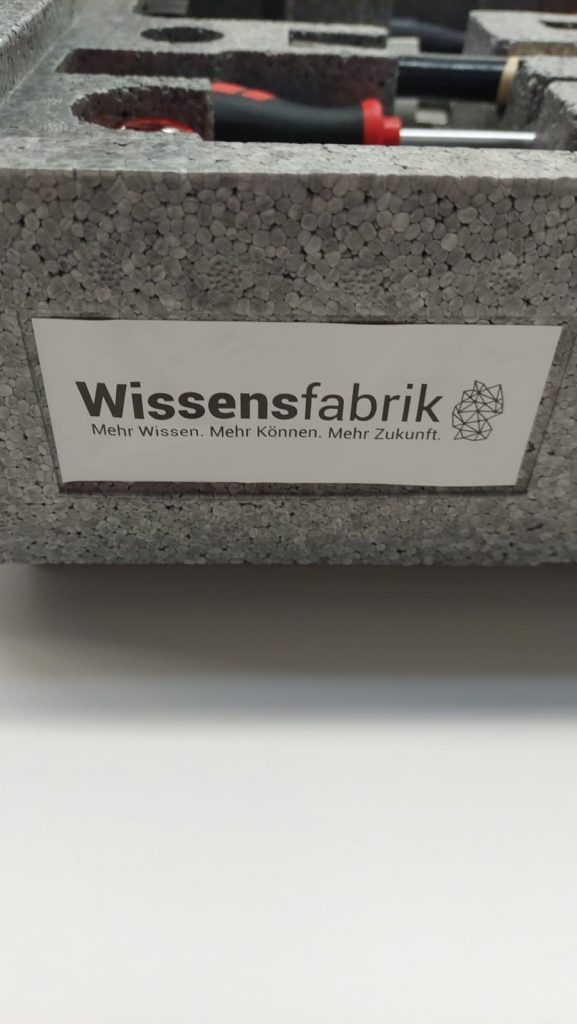 Wissensfabrik
Mehr Wissen. Mehr Können. Mehr Zukunft.